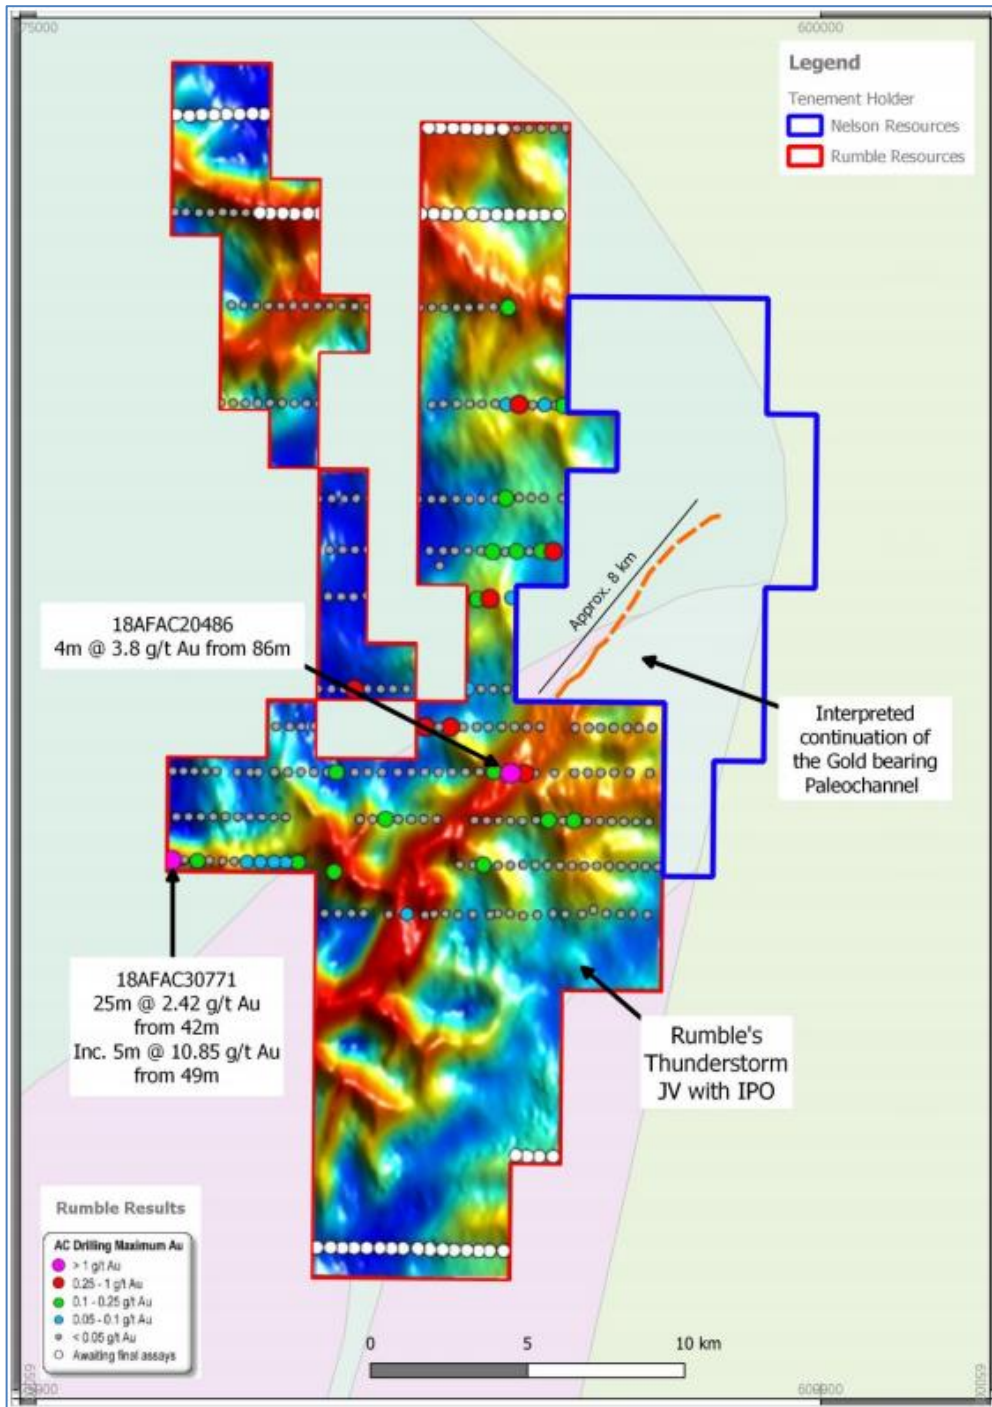 75000
600000
Legend
Tenement Holder
Nelson Resources
Rumble Resources
Approx. 8 km
18AFAC20486
4m @ 3.8 g/t Au from 86m
Interpreted
continuation of
the Gold bearing
Paleochannel
18AFAC30771
25m @ 2.42 g/t Au
from 42m
Inc. 5m @ 10.85 g/t Au
from 49m
Rumble's
Thunderstorm
JV with IPO
Rumble Results
AC Drilling Maximum Au
> 1 g/t Au
0.25 - 1 g/t Au
0.1 - 0.25 g/t Au
0.05 - 0.1 g/t Au
< 0.05 g/t Au
Awaiting final assays
0
5
10 km